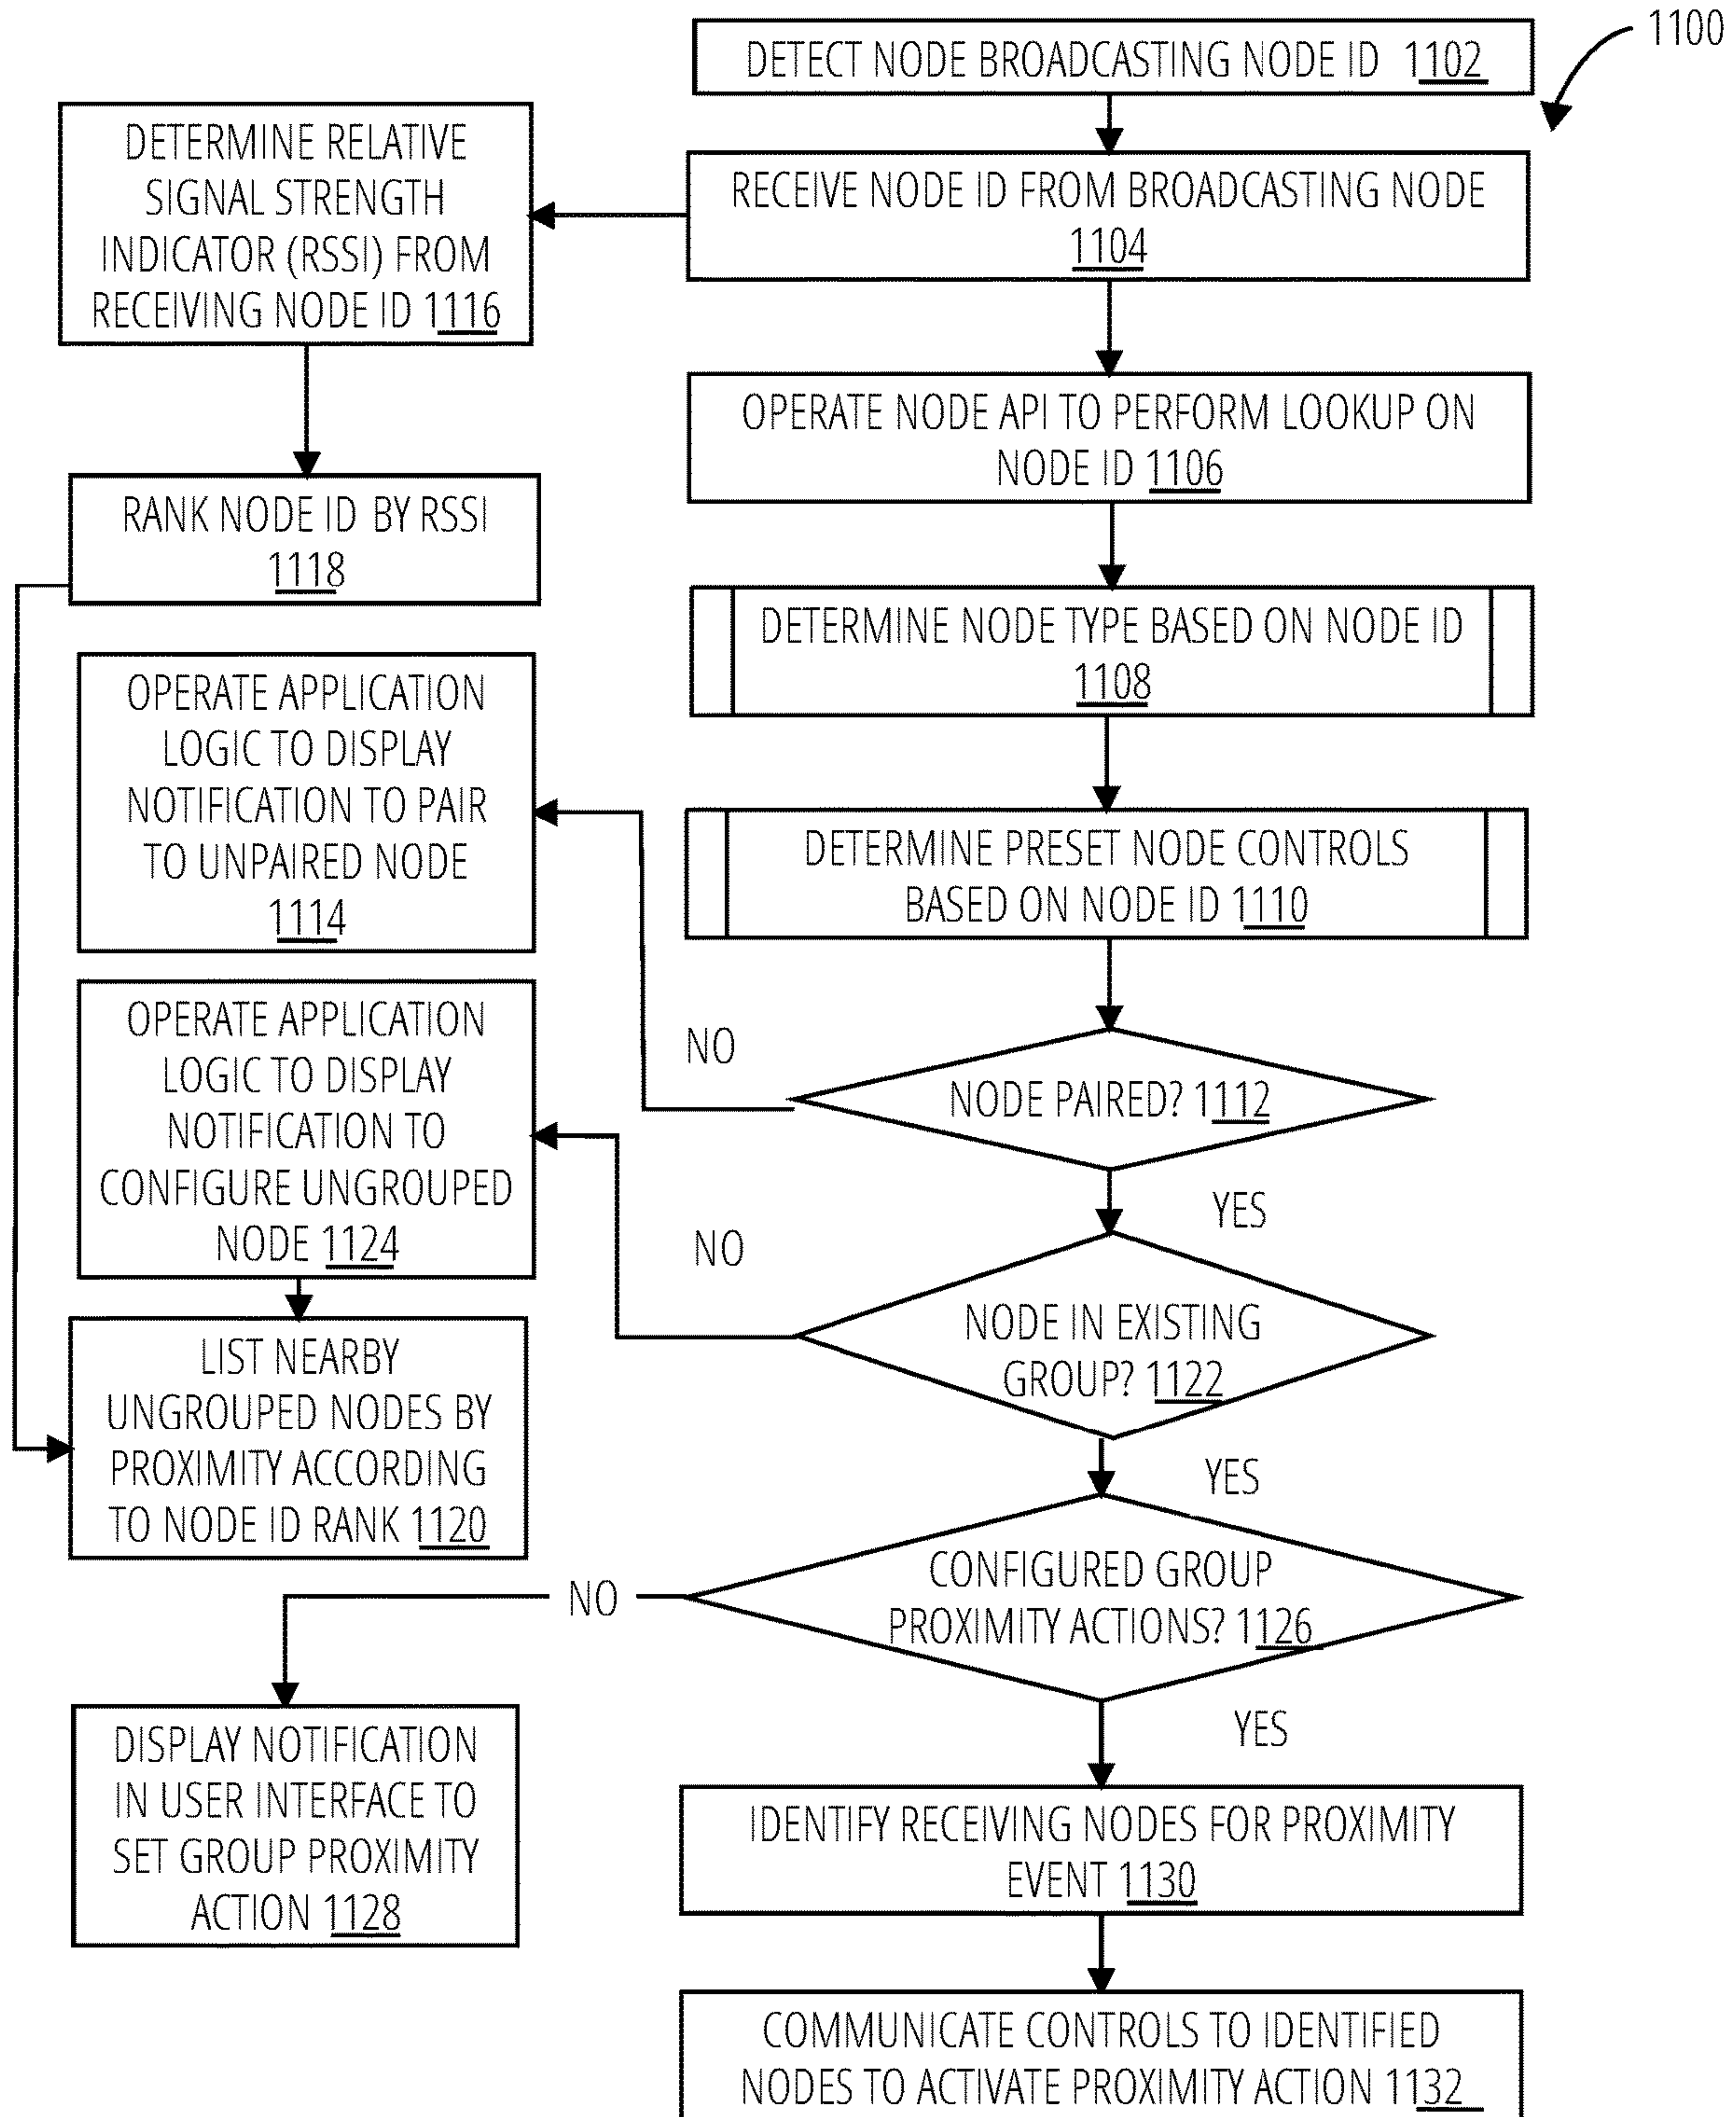 1100
DETECT NODE BROADCASTING NODE ID 1102
RECEIVE NODE ID FROM BROADCASTING NODE
1104
DETERMINE RELATIVE
SIGNAL STRENGTH
INDICATOR (RSSI) FROM
RECEIVING NODE ID 1116
OPERATE NODE API TO PERFORM LOOKUP ON
NODE ID 1106
RANK NODE ID BY RSSI
1118
DETERMINE NODE TYPE BASED ON NODE ID
1108
OPERATE APPLICATION
LOGIC TO DISPLAY
NOTIFICATION TO PAIR
TO UNPAIRED NODE
1114
DETERMINE PRESET NODE CONTROLS
BASED ON NODE ID 1110
NO
NODE PAIRED? 1112
YES
OPERATE APPLICATION
LOGIC TO DISPLAY
NOTIFICATION TO
CONFIGURE UNGROUPED
NODE 1124
NO
NODE IN EXISTING
GROUP? 1122
YES
LIST NEARBY
UNGROUPED NODES BY
PROXIMITY ACCORDING
TO NODE ID RANK 1120
CONFIGURED GROUP
PROXIMITY ACTIONS? 1126
NO
YES
DISPLAY NOTIFICATION
IN USER INTERFACE TO
SET GROUP PROXIMITY
ACTION 1128
IDENTIFY RECEIVING NODES FOR PROXIMITY
EVENT 1130
COMMUNICATE CONTROLS TO IDENTIFIED
NODES TO ACTIVATE PROXIMITY ACTION 1132